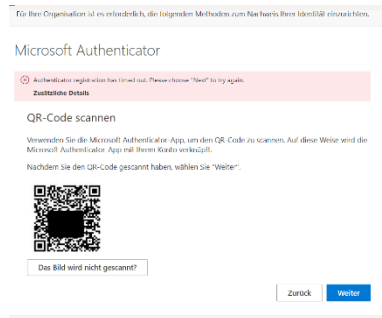 Für Ihre Organisation ist es erforderlich, die folgenden Methoden zum Nachweis Ihrer Identität einzurichten.
Microsoft Authenticator
Authenticator registration has timed out. Please choose "Next" to try again.
Zusätzliche Details
QR-Code scannen
Verwenden Sie die Microsoft Authenticator-App, um den QR-Code zu scannen. Auf diese Weise wird die
Microsoft Authenticator-App mit Ihrem Konto verknüpft.
Nachdem Sie den QR-Code gescannt haben, wählen Sie "Weiter".
Das Bild wird nicht gescannt?
Zurück Weiter